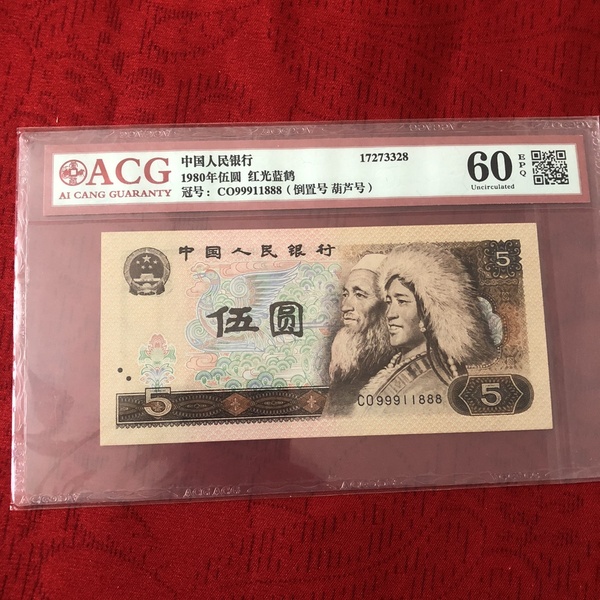 ACG
AI CANG GUARANTY
中国人民银行
17273328
1980年伍圆 红光蓝鹤
冠号：CO99911888（倒置号 葫芦号）
60
EPQ
Uncirculated
中国人民银行
5
伍圆
5
CO99911888
5